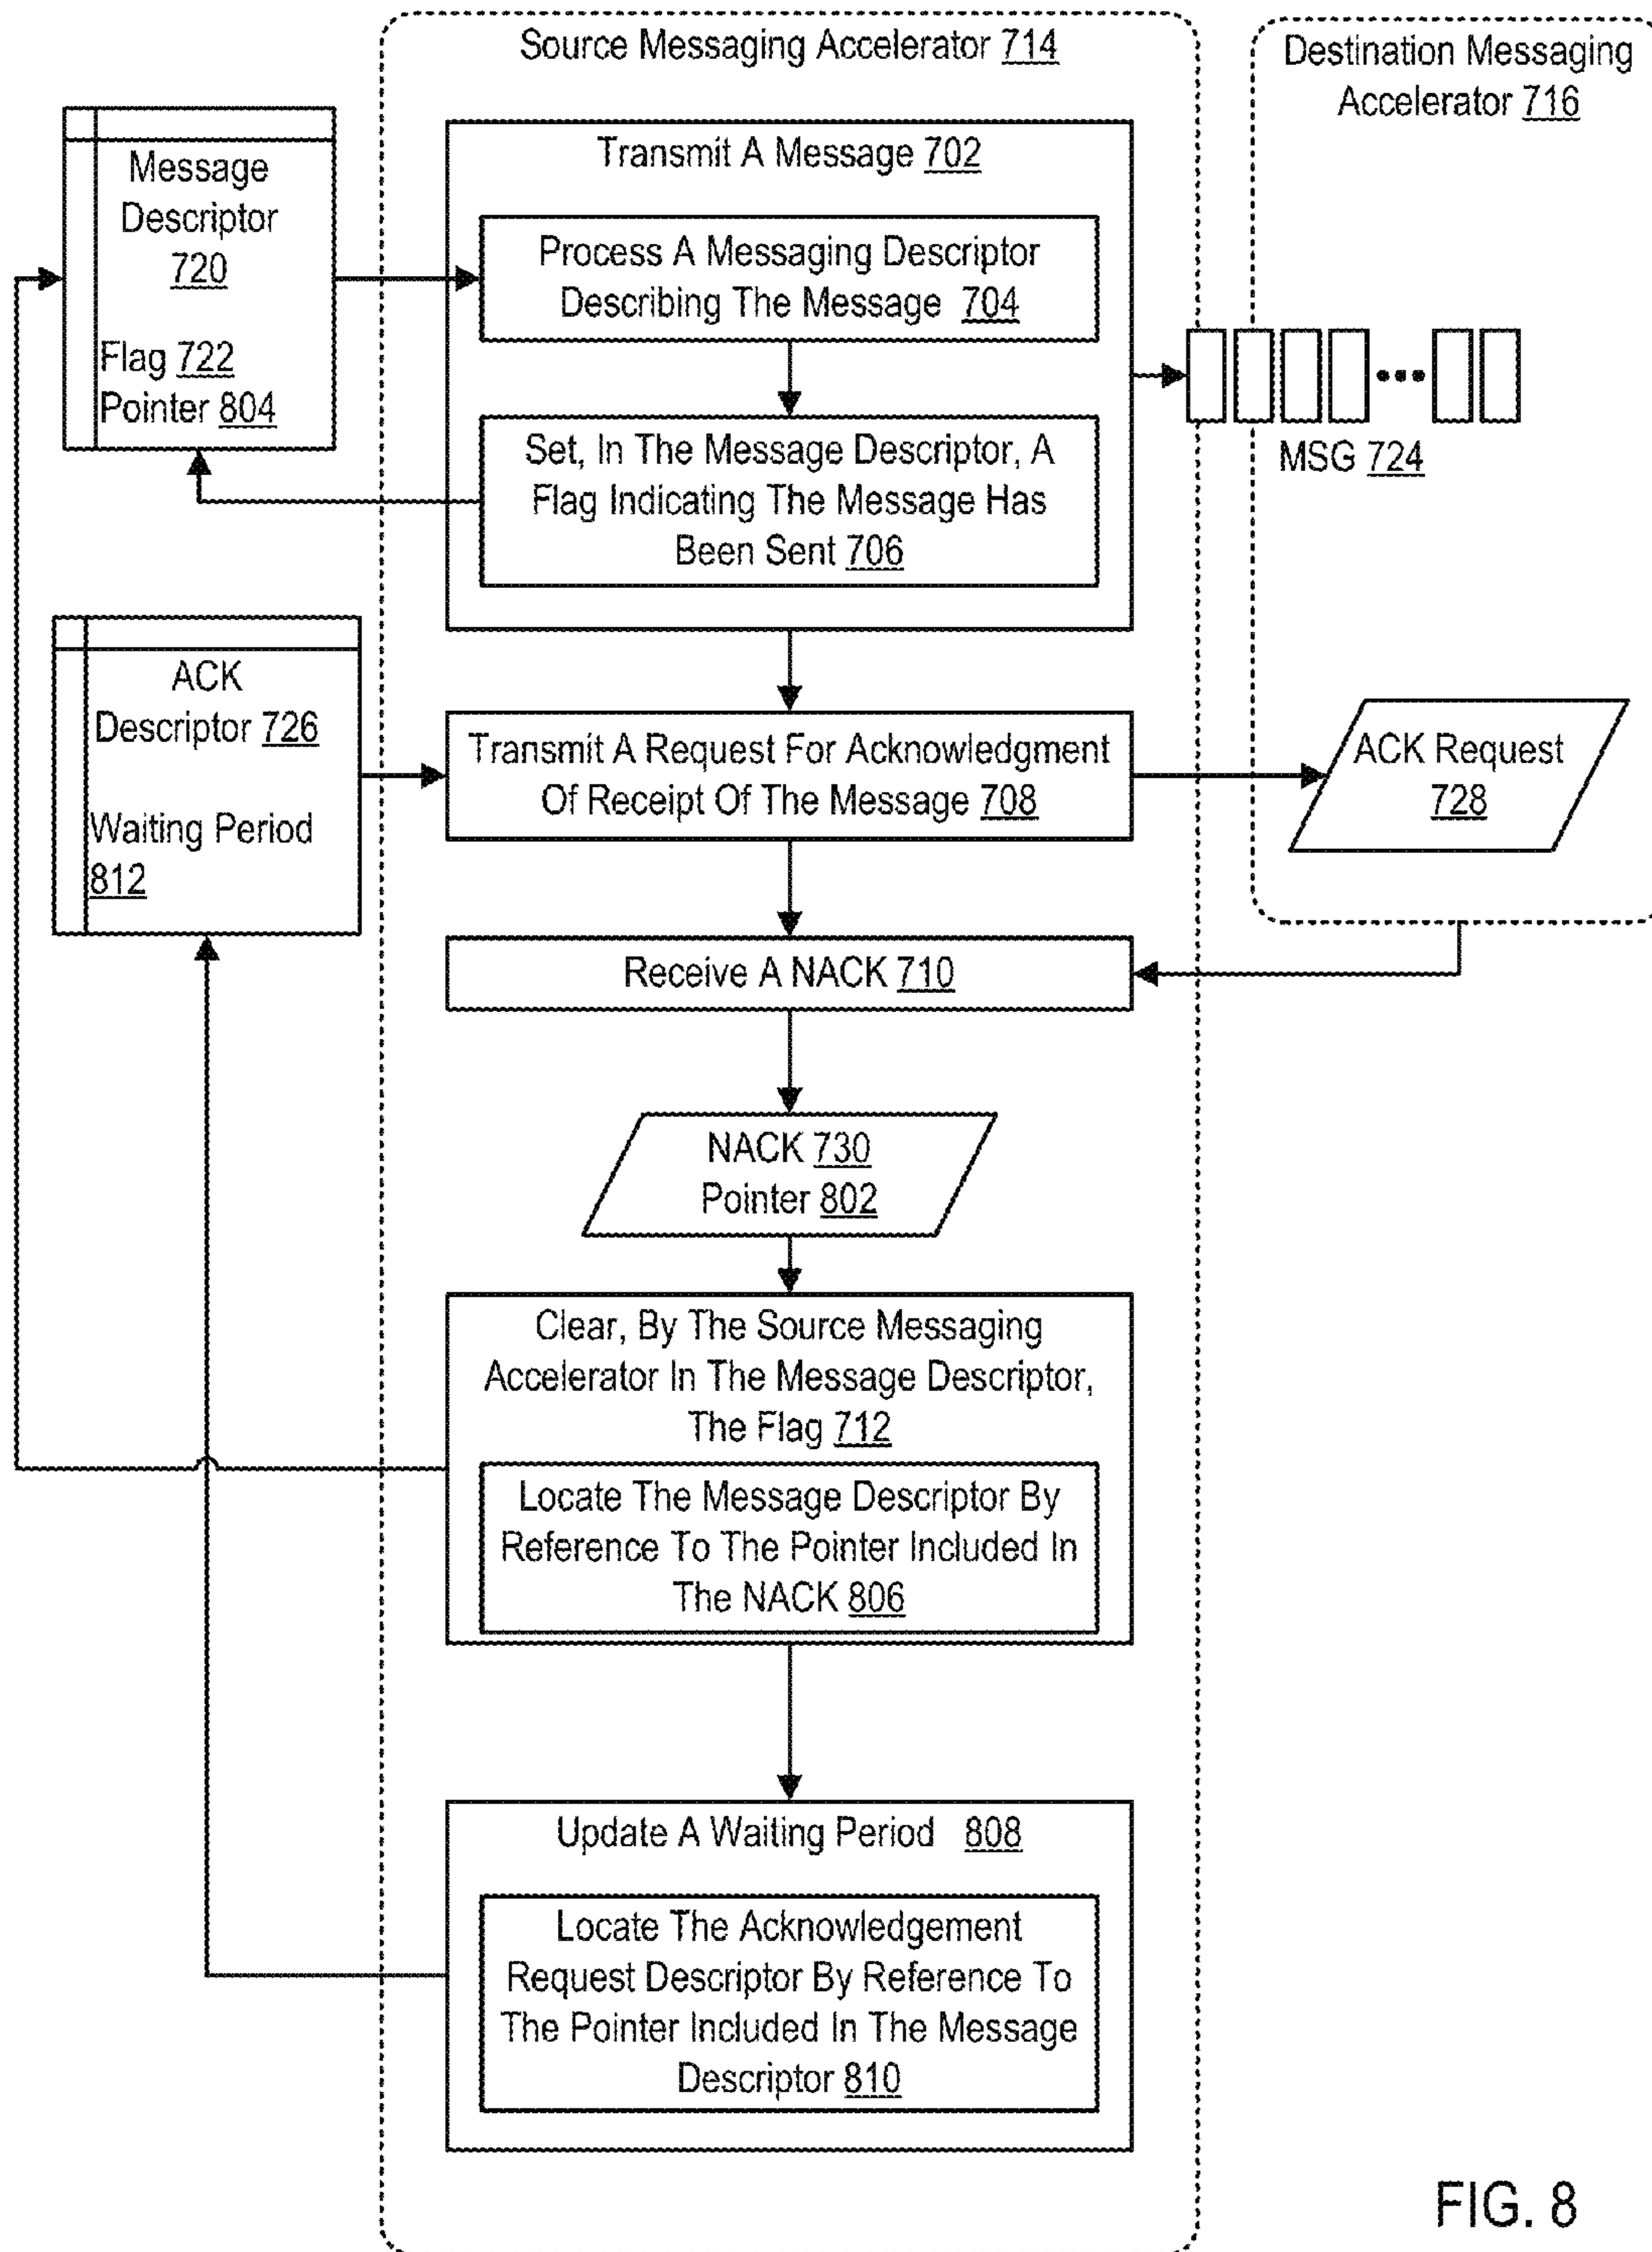 Source Messaging Accelerator 714
Destination Messaging
Accelerator 716
Message
Descriptor
720
Flag 722
Pointer 804
Transmit A Message 702
Process A Messaging Descriptor
Describing The Message 704
Set, In The Message Descriptor, A
Flag Indicating The Message Has
Been Sent 706
MSG 724
ACK
Descriptor 726
Waiting Period
812
Transmit A Request For Acknowledgment
Of Receipt Of The Message 708
ACK Request
728
Receive A NACK 710
NACK 730
Pointer 802
Clear, By The Source Messaging
Accelerator In The Message Descriptor,
The Flag 712
Locate The Message Descriptor By
Reference To The Pointer Included In
The NACK 806
Update A Waiting Period 808
Locate The Acknowledgement
Request Descriptor By Reference To
The Pointer Included In The Message
Descriptor 810
FIG. 8